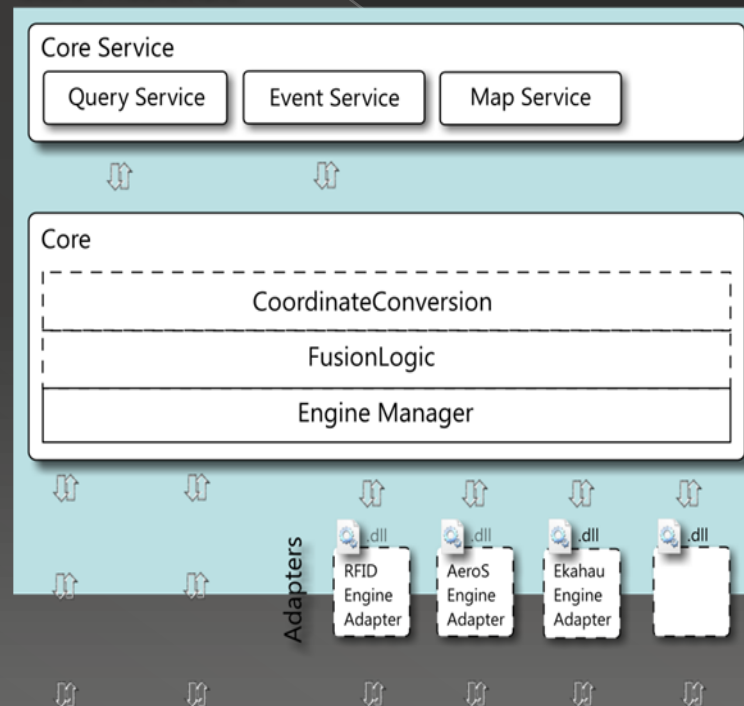 Core Service
Query Service
Event Service
Map Service
Core
CoordinateConversion
FusionLogic
Engine Manager
Adapters
.dll
RFID
Engine
Adapter
.dll
AeroS
Engine
Adapter
.dll
Ekahau
Engine
Adapter
.dll